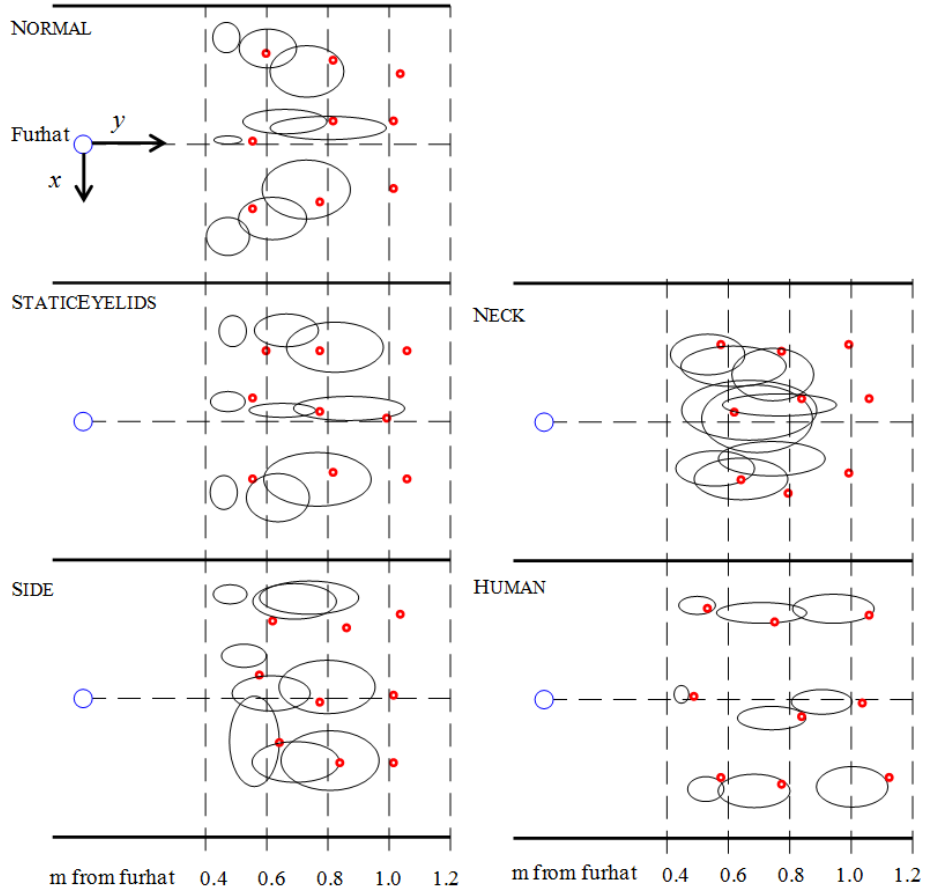 NORMAL
Furhat
y
x
STATICEYELIDS
NECK
SIDE
HUMAN
m from furhat 0.4 0.6 0.8 1.0 1.2
m from furhat 0.4 0.6 0.8 1.0 1.2